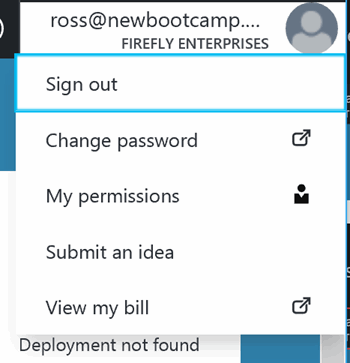 ross@newbootcamp....
FIREFLY ENTERPRISES
Sign out
Change password
My permissions
Submit an idea
View my bill
Deployment not found